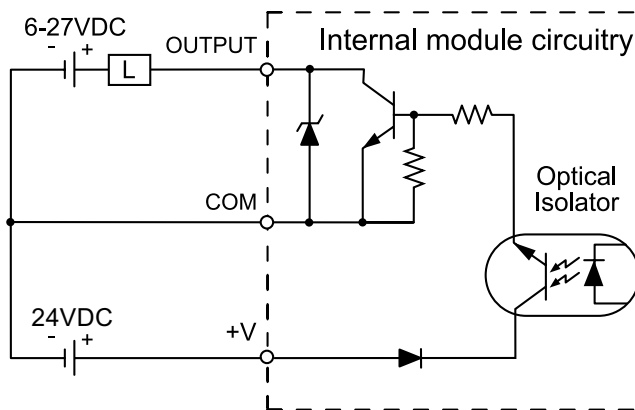 6-27VDC
- +
L
OUTPUT
Internal module circuitry
COM
Optical
Isolator
24VDC
- +
+V